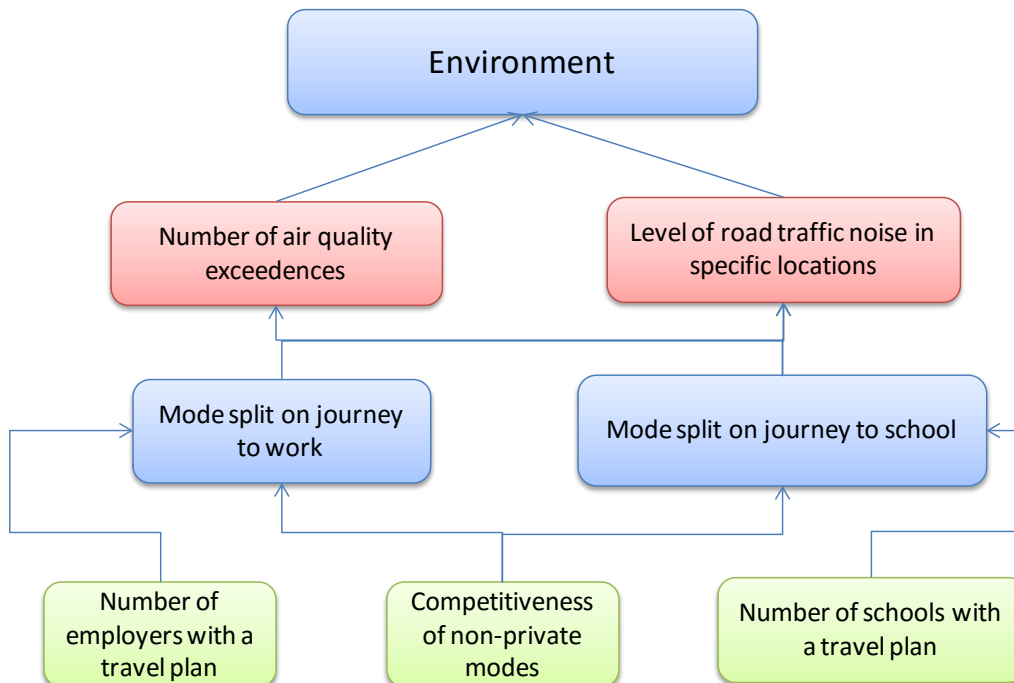 Environment
Number of air quality
exceedences
Level of road traffic noise in
specific locations
Mode split on journey
to work
Mode split on journey to school
Number of
employers with a
travel plan
Competitiveness
of non-private
modes
Number of schools with
a travel plan